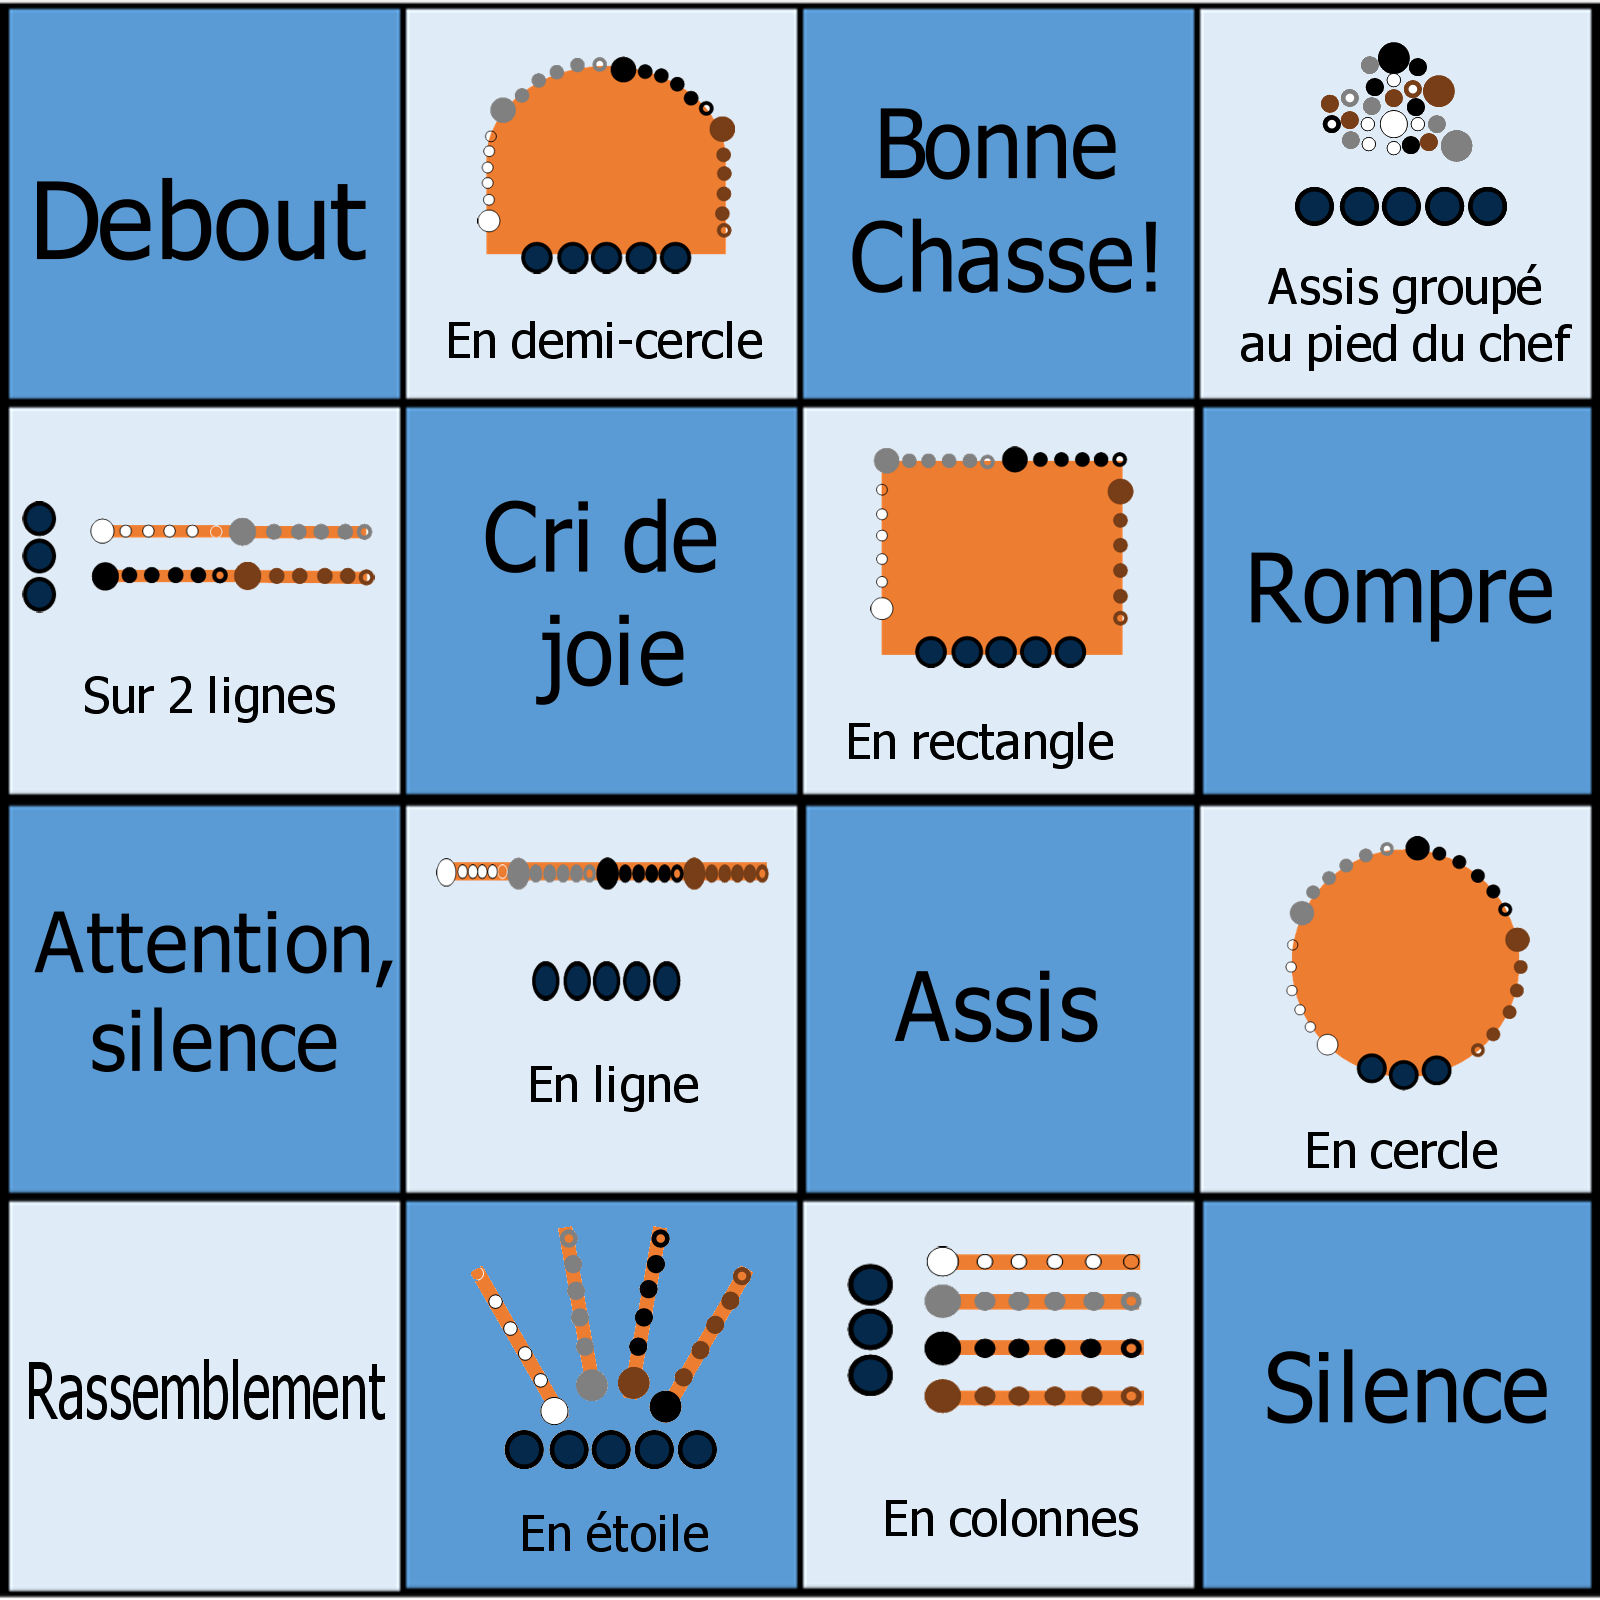 Debout
En demi-cercle
Bonne
Chasse!
Assis groupé
au pied du chef
Sur 2 lignes
Cri de
joie
En rectangle
Rompre
Attention,
silence
En ligne
Assis
En cercle
Rassemblement
En étoile
En colonnes
Silence